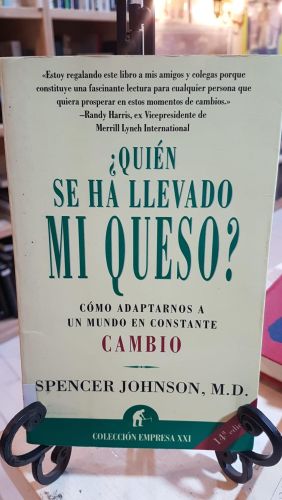 «Estoy regalando este libro a mis amigos y colegas porque
constituye una fascinante lectura para cualquier persona que
quiera prosperar en estos momentos de cambios.»
–Randy Harris, ex Vicepresidente de
Merrill Lynch International
¿QUIÉN
SE HA LLEVADO
MI QUESO?
CÓMO ADAPTARNOS A
UN MUNDO EN CONSTANTE
CAMBIO
SPENCER JOHNSON, M.D.
COLECCIÓN EMPRESA XXI
14ª